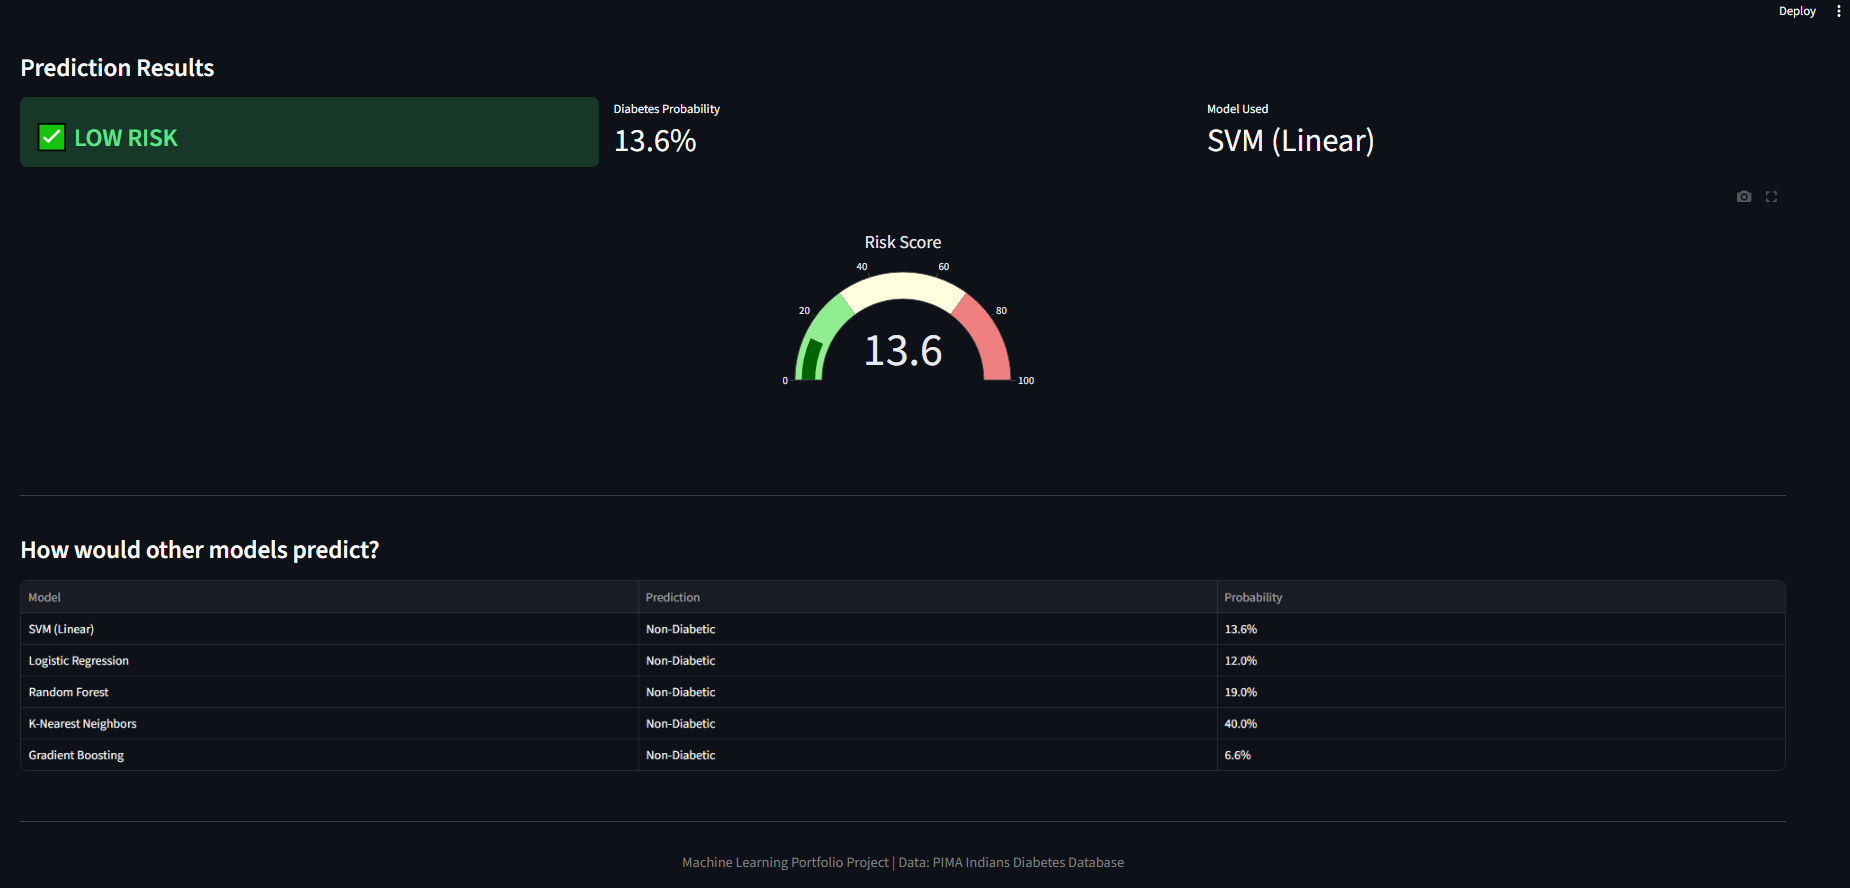 Deploy
Prediction Results
LOW RISK
Diabetes Probability
13.6%
Model Used
SVM (Linear)
Risk Score
0
20
40
60
80
100
13.6
How would other models predict?
Model Prediction Probability
SVM (Linear) Non-Diabetic 13.6%
Logistic Regression Non-Diabetic 12.0%
Random Forest Non-Diabetic 19.0%
K-Nearest Neighbors Non-Diabetic 40.0%
Gradient Boosting Non-Diabetic 6.6%
Machine Learning Portfolio Project | Data: PIMA Indians Diabetes Database